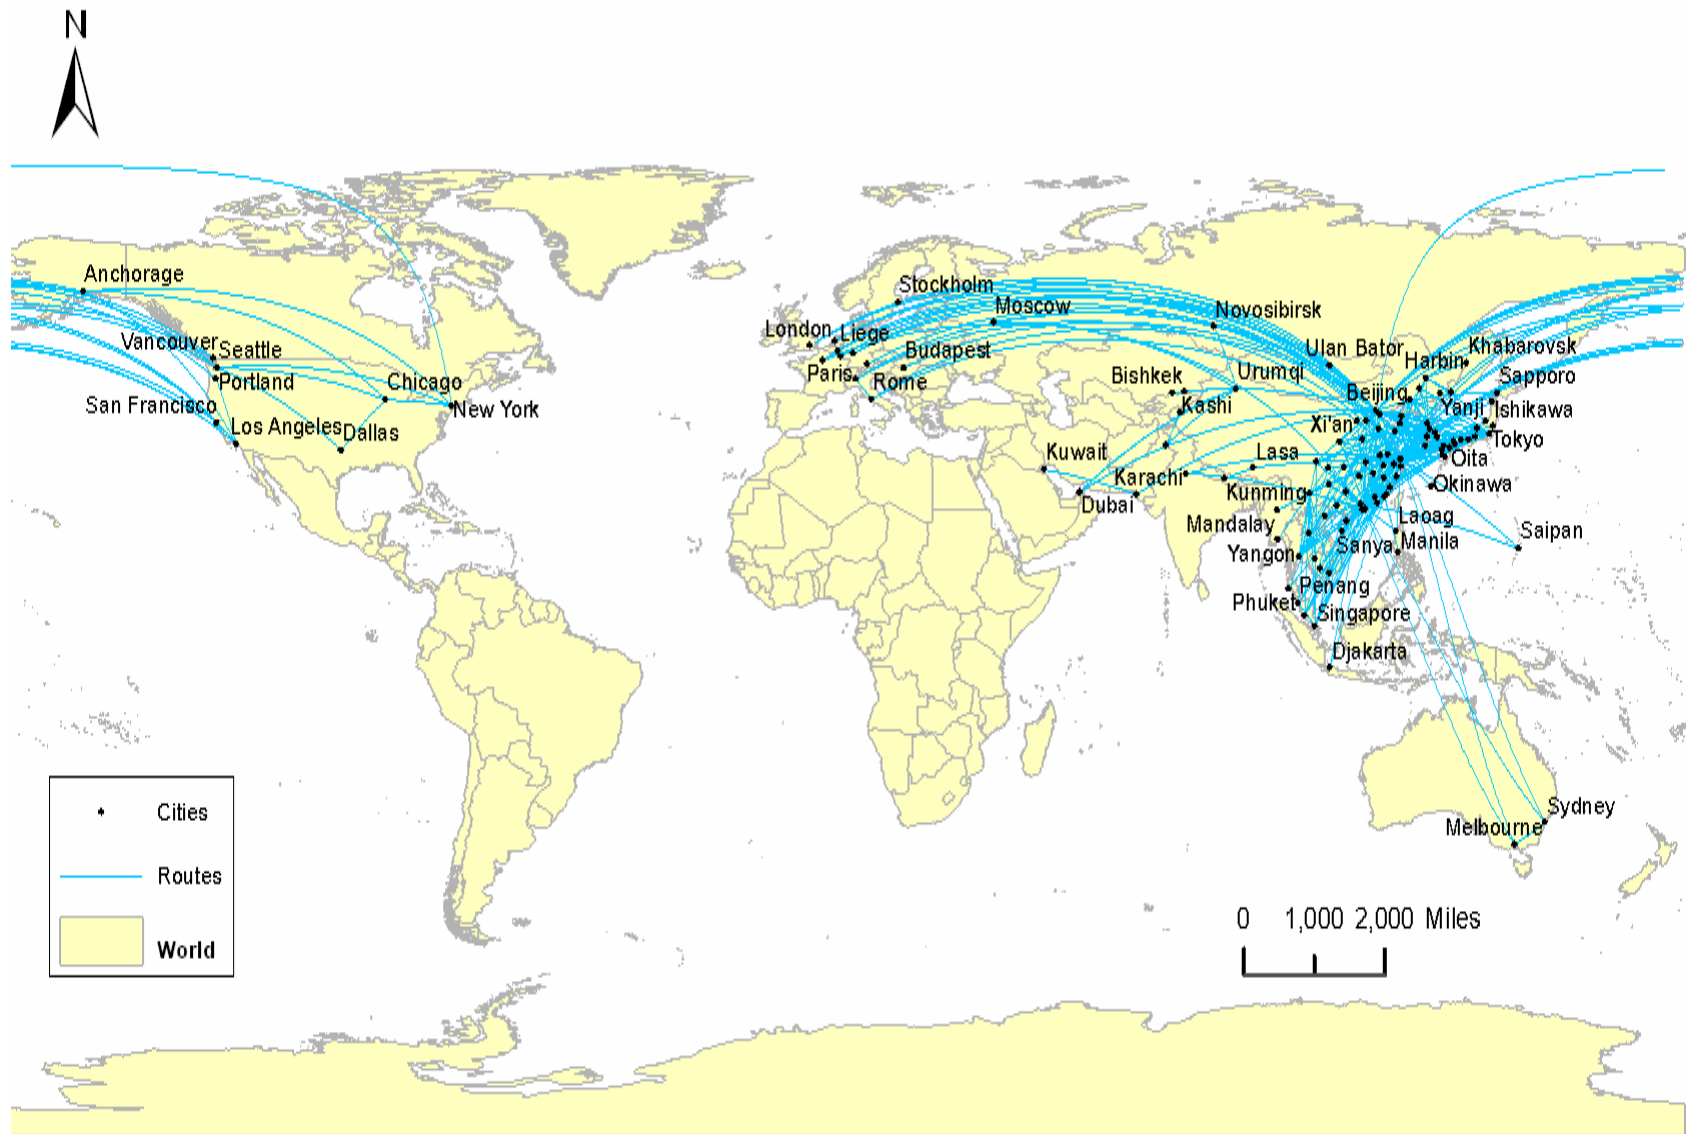 N
Anchorage
Stockholm
Moscow
Novosibirsk
London
Liege
Vancouver
Seattle
Ulan Bator
Khabarovsk
Harbin
Budapest
Paris
Rome
Bishkek
Urumqi
Sapporo
Portland
Chicago
Beijing
Kashi
Yanji
Ishikawa
San Francisco
New York
Los Angeles
Dallas
Xi'an
Tokyo
Kuwait
Lasa
Oita
Karachi
Kunming
Okinawa
Dubai
Mandalay
Laoag
Saipan
Yangon
Sanya
Manila
Penang
Phuket
Singapore
Djakarta
Cities
Sydney
Melbourne
Routes
0 1,000 2,000 Miles
World